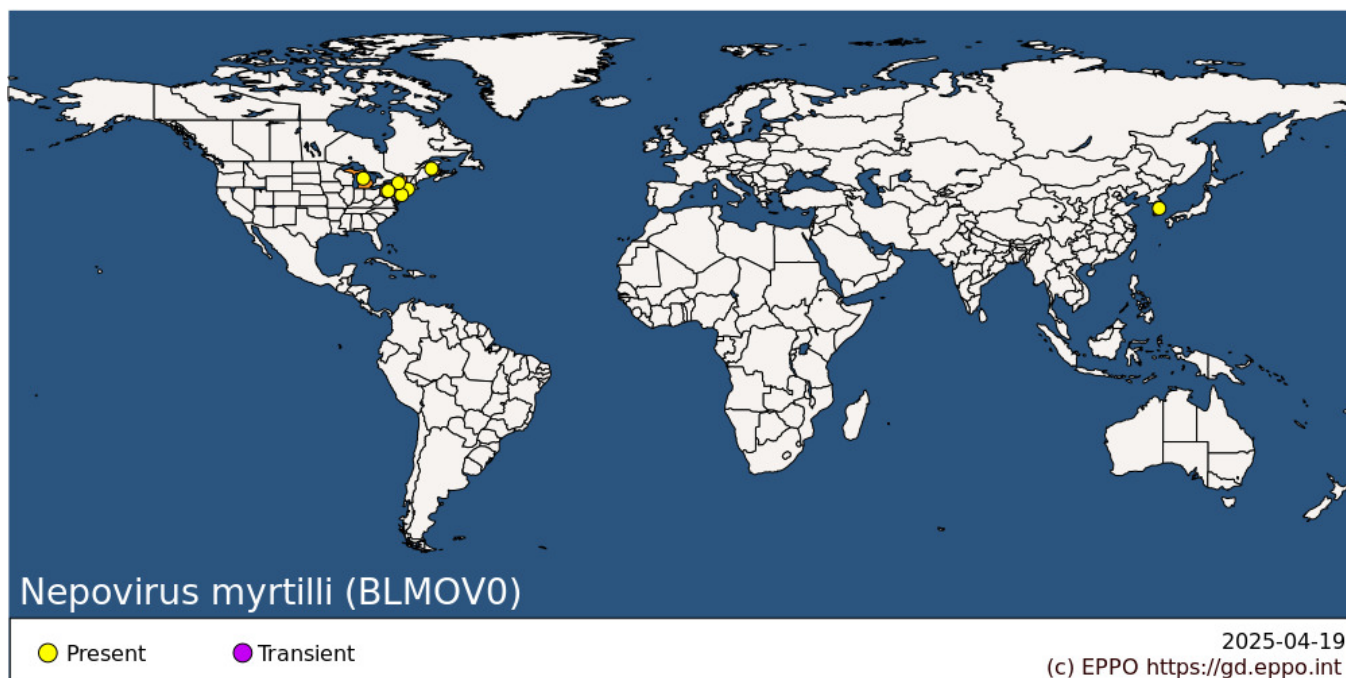 Nepovirus myrtilli (BLMOV0)
Present
Transient
2025-04-19
(c) EPPO https://gd.eppo.int